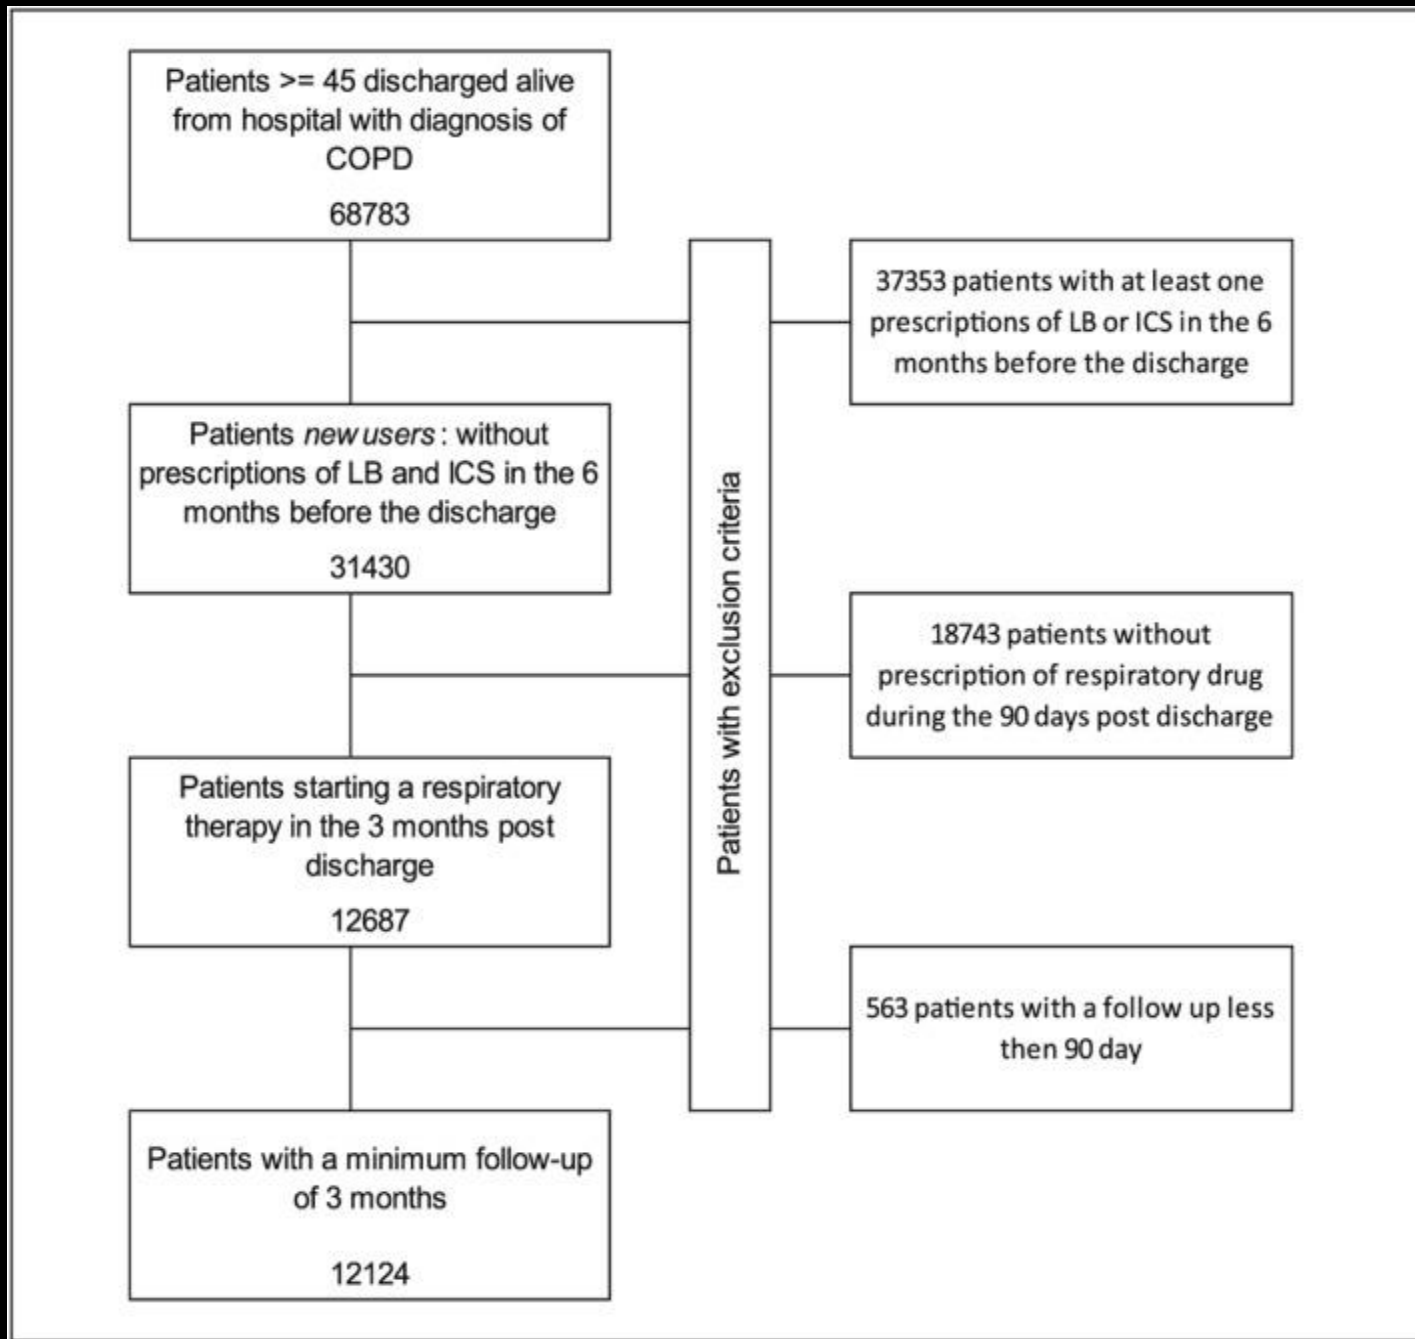 Patients >= 45 discharged alive
from hospital with diagnosis of
COPD
68783
37353 patients with at least one
prescriptions of LB or ICS in the 6
months before the discharge
Patients new users : without
prescriptions of LB and ICS in the 6
months before the discharge
31430
Patients with exclusion criteria
18743 patients without
prescription of respiratory drug
during the 90 days post discharge
Patients starting a respiratory
therapy in the 3 months post
discharge
12687
563 patients with a follow up less
then 90 day
Patients with a minimum follow-up
of 3 months
12124